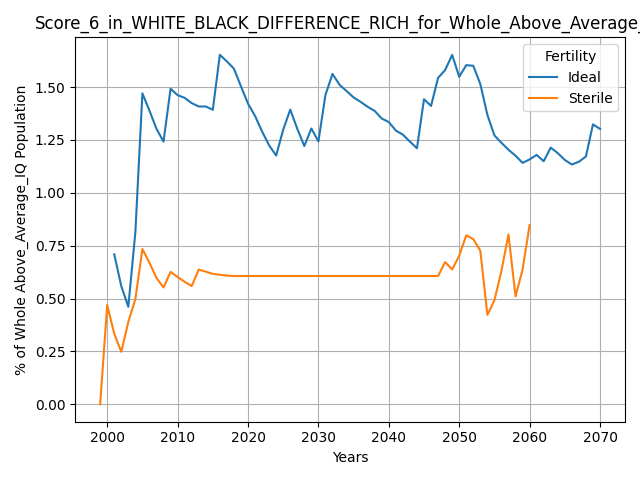 Score_6_in_WHITE_BLACK_DIFFERENCE_RICH_for_Whole_Above_Average_
% of Whole Above_Average_IQ Population
1.50
1.25
1.00
0.75
0.50
0.25
0.00
Fertility
Ideal
Sterile
2000 2010 2020 2030 2040 2050 2060 2070
Years